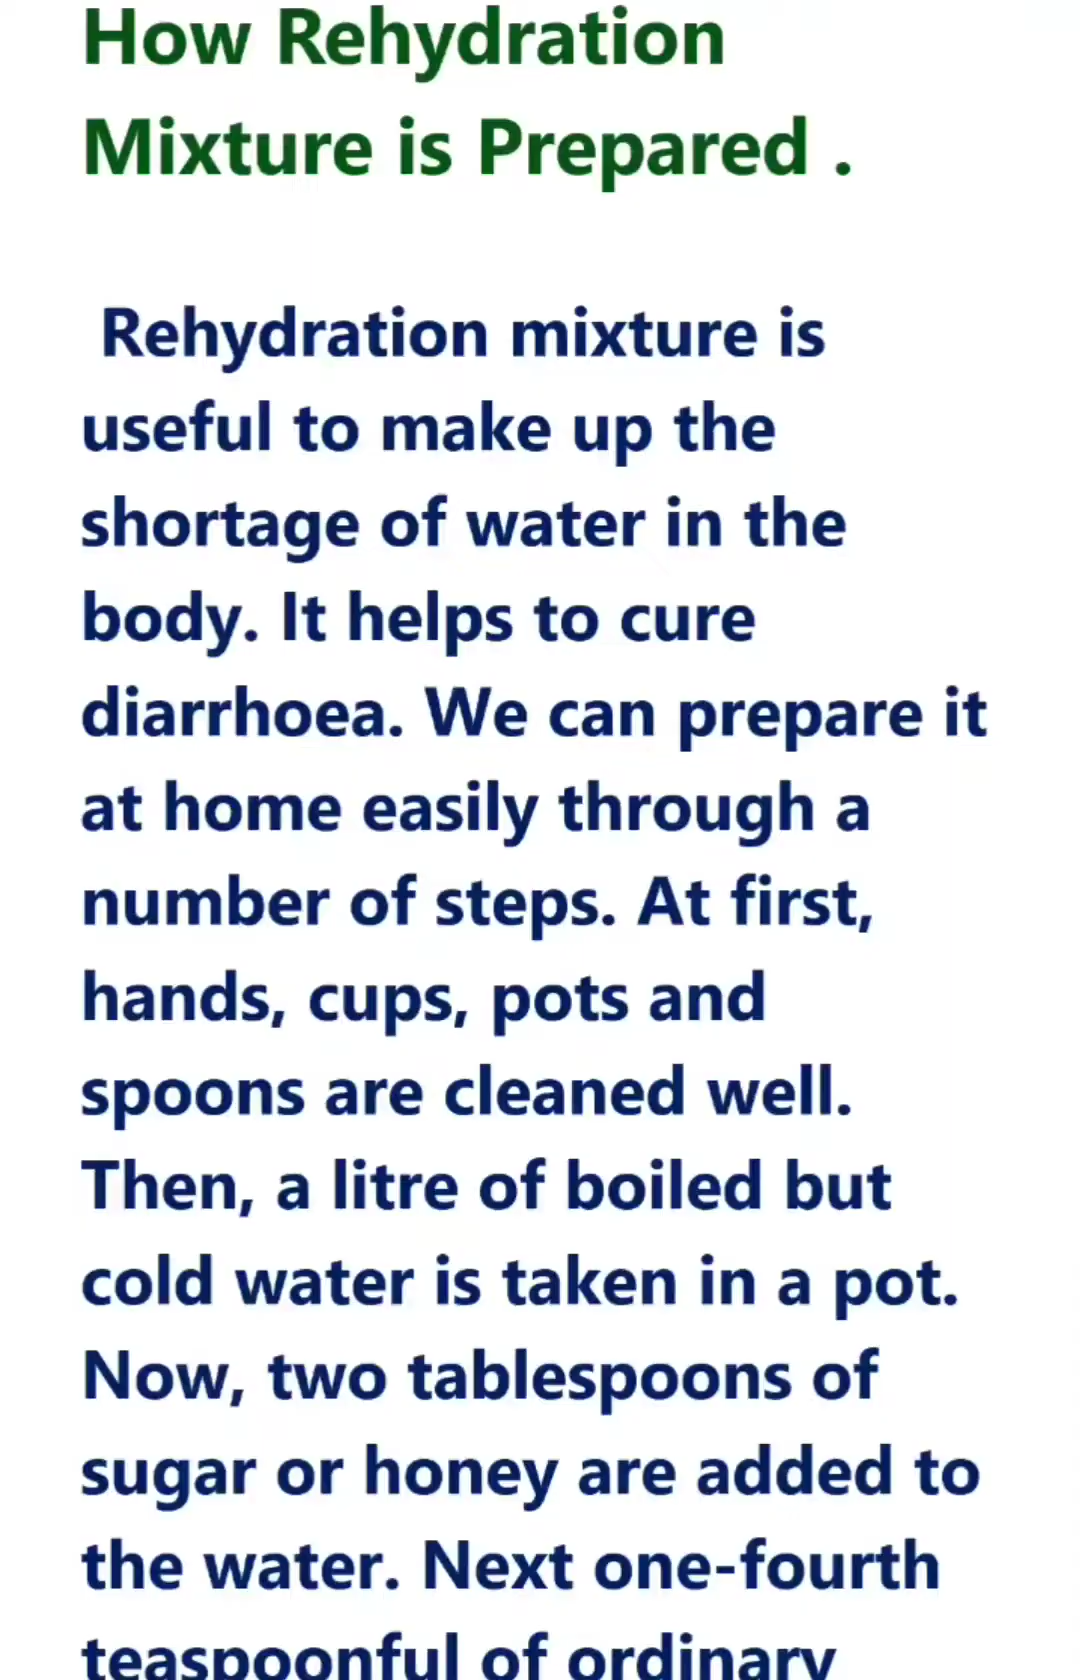 How Rehydration
Mixture is Prepared .
Rehydration mixture is
useful to make up the
shortage of water in the
body. It helps to cure
diarrhoea. We can prepare it
at home easily through a
number of steps. At first,
hands, cups, pots and
spoons are cleaned well.
Then, a litre of boiled but
cold water is taken in a pot.
Now, two tablespoons of
sugar or honey are added to
the water. Next one-fourth
teaspoonful of ordinary